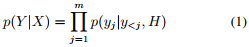 p(Y|X) = ∏_{j=1}^{m} p(y_j|y_{<j}, H) (1)